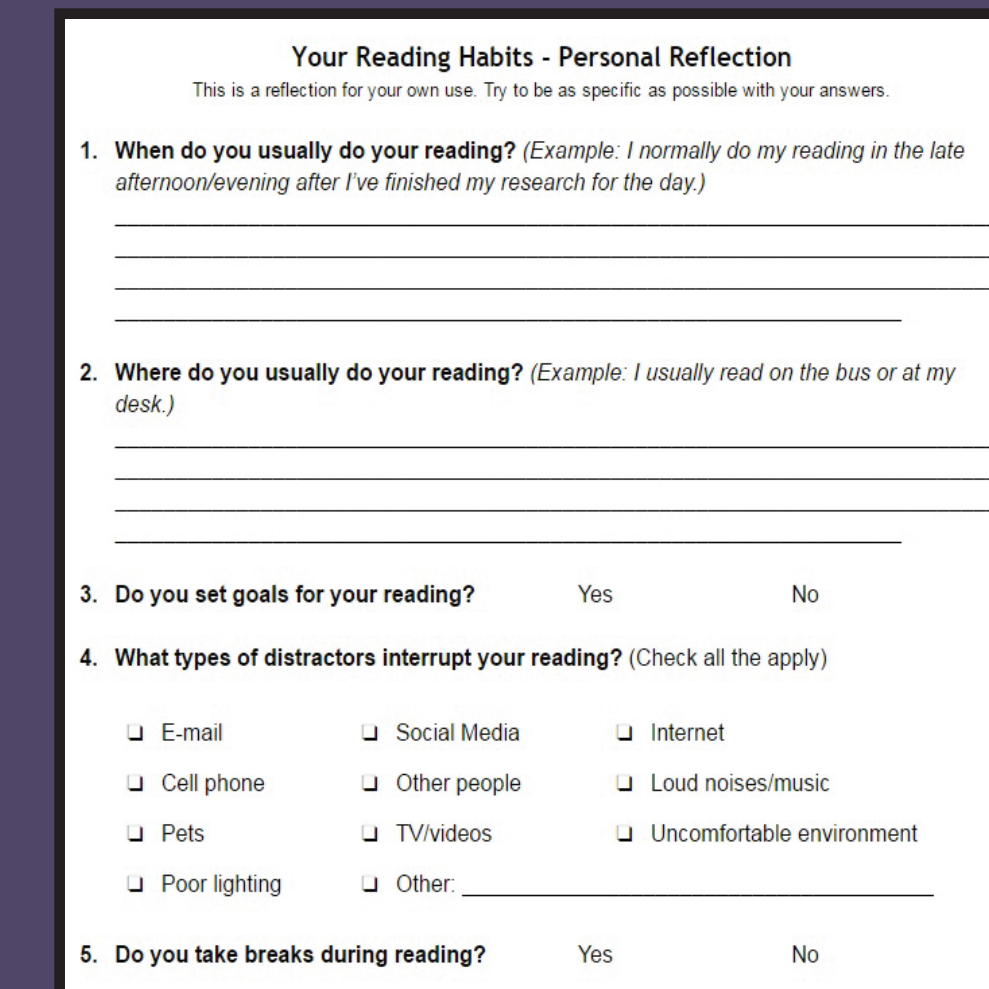 Your Reading Habits - Personal Reflection
This is a reflection for your own use. Try to be as specific as possible with your answers.
1. When do you usually do your reading? (Example: I normally do my reading in the late
afternoon/evening after I've finished my research for the day.)
2. Where do you usually do your reading? (Example: I usually read on the bus or at my
desk.)
3. Do you set goals for your reading? Yes No
4. What types of distractors interrupt your reading? (Check all the apply)
❑ E-mail ❑ Social Media ❑ Internet
❑ Cell phone ❑ Other people ❑ Loud noises/music
❑ Pets ❑ TV/videos ❑ Uncomfortable environment
❑ Poor lighting ❑ Other:
5. Do you take breaks during reading? Yes No